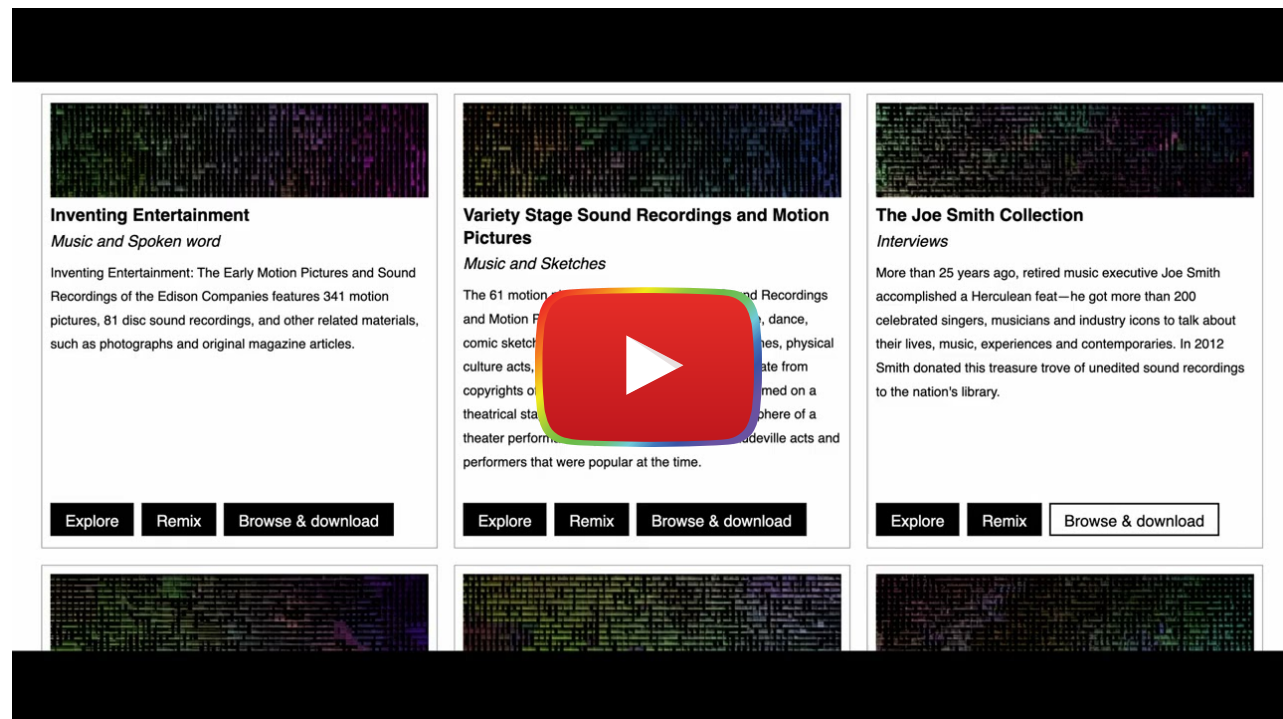 Inventing Entertainment
Music and Spoken word
Inventing Entertainment: The Early Motion Pictures and Sound
Recordings of the Edison Companies features 341 motion
pictures, 81 disc sound recordings, and other related materials,
such as photographs and original magazine articles.
Explore
Remix
Browse & download
Variety Stage Sound Recordings and Motion
Pictures
Music and Sketches
The 61 motion nd Recordings
and Motion , dance,
comic sketch hes, physical
culture acts, ate from
copyrights med on a
theatrical phere of a
theater udeville acts and
performers that were popular at the time.
Explore
Remix
Browse & download
The Joe Smith Collection
Interviews
More than 25 years ago, retired music executive Joe Smith
accomplished a Herculean feat—he got more than 200
celebrated singers, musicians and industry icons to talk about
their lives, music, experiences and contemporaries. In 2012
Smith donated this treasure trove of unedited sound recordings
to the nation's library.
Explore
Remix
Browse & download